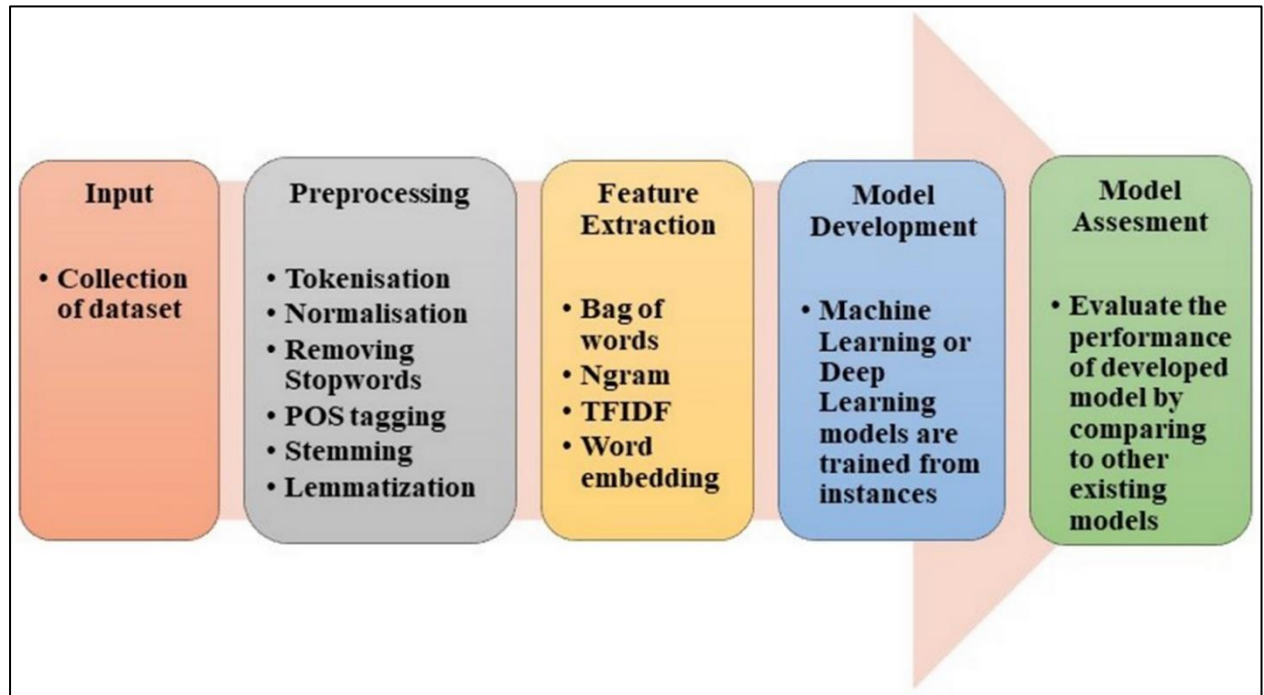 Input
• Collection
of dataset
Preprocessing
• Tokenisation
• Normalisation
• Removing
Stopwords
• POS tagging
• Stemming
• Lemmatization
Feature
Extraction
• Bag of
words
• Ngram
• TFIDF
• Word
embedding
Model
Development
• Machine
Learning or
Deep
Learning
models are
trained from
instances
Model
Assesment
• Evaluate the
performance
of developed
model by
comparing
to other
existing
models